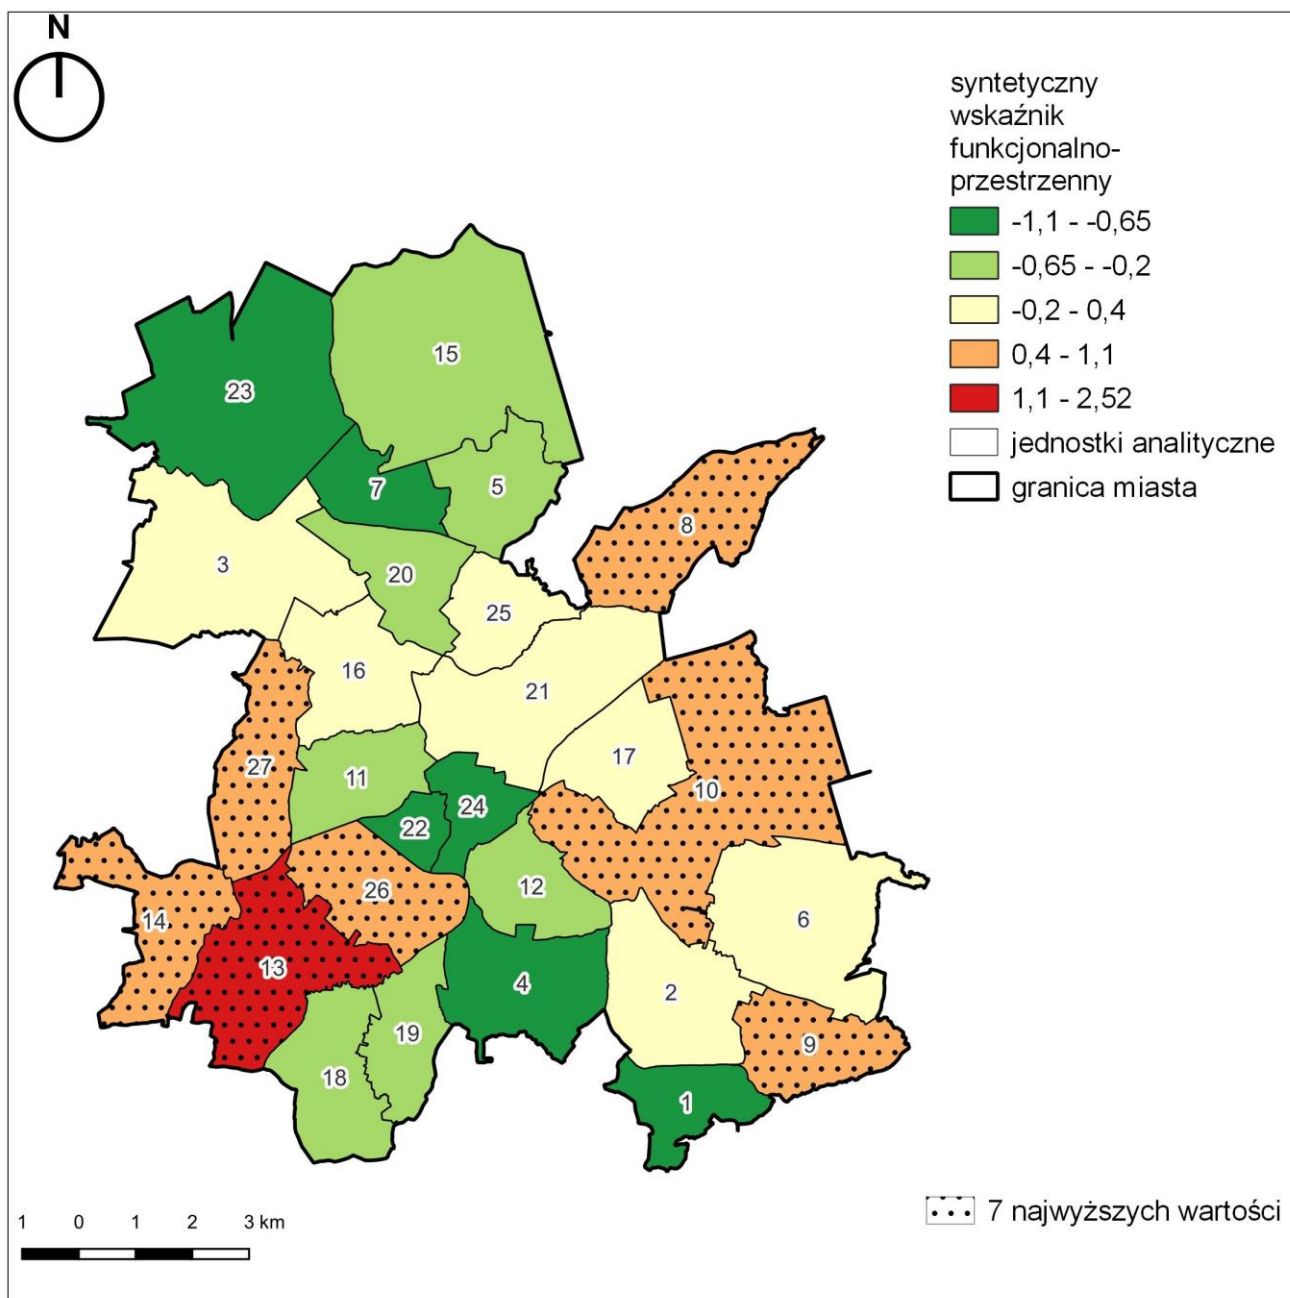 N
syntetyczny
wskaźnik
funkcjonalno-
przestrzenny
-1,1 - -0,65
-0,65 - -0,2
-0,2 - 0,4
0,4 - 1,1
1,1 - 2,52
jednostki analityczne
granica miasta
15
23
7
5
8
3
20
25
16
21
27
11
17
10
24
22
26
12
14
6
13
4
2
19
9
18
1
1 0 1 2 3 km
7 najwyższych wartości